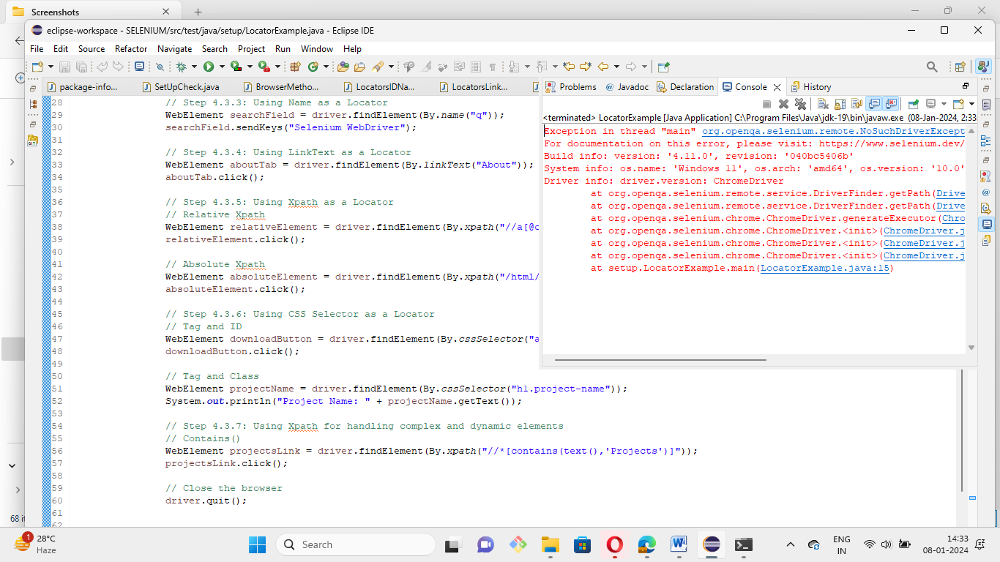 Screenshots
eclipse-workspace - SELENIUM/src/test/java/setup/LocatorExample.java - Eclipse IDE
File Edit Source Refactor Navigate Search Project Run Window Help
package-info... SetUpCheck.java BrowserMetho... LocatorsIDNa... LocatorsLink...
28 // Step 4.3.3: Using Name as a Locator
29 WebElement searchField = driver.findElement(By.name("q"));
30 searchField.sendKeys("Selenium WebDriver");
31
32 // Step 4.3.4: Using LinkText as a Locator
33 WebElement aboutTab = driver.findElement(By.linkText("About"));
34 aboutTab.click();
35
36 // Step 4.3.5: Using Xpath as a Locator
37 // Relative Xpath
38 WebElement relativeElement = driver.findElement(By.xpath("//a[@c
39 relativeElement.click();
40
41 // Absolute Xpath
42 WebElement absoluteElement = driver.findElement(By.xpath("/html/
43 absoluteElement.click();
44
45 // Step 4.3.6: Using CSS Selector as a Locator
46 // Tag and ID
47 WebElement downloadButton = driver.findElement(By.cssSelector("a
48 downloadButton.click();
49
50 // Tag and Class
51 WebElement projectName = driver.findElement(By.cssSelector("h1.project-name"));
52 System.out.println("Project Name: " + projectName.getText());
53
54 // Step 4.3.7: Using Xpath for handling complex and dynamic elements
55 // Contains()
56 WebElement projectsLink = driver.findElement(By.xpath("//*[contains(text(),'Projects')]"));
57 projectsLink.click();
58
59 // Close the browser
60 driver.quit();
61
62
Problems Javadoc Declaration Console History
<terminated> LocatorExample [Java Application] C:\Program Files\Java\jdk-19\bin\javaw.exe (08-Jan-2024, 2:33
Exception in thread "main" org.openqa.selenium.remote.NoSuchDriverExcept
For documentation on this error, please visit: https://www.selenium.dev/
Build info: version: '4.11.0', revision: '040bc5406b'
System info: os.name: 'Windows 11', os.arch: 'amd64', os.version: '10.0'
Driver info: driver.version: ChromeDriver
at org.openqa.selenium.remote.service.DriverFinder.getPath(Drive
at org.openqa.selenium.remote.service.DriverFinder.getPath(Drive
at org.openqa.selenium.chrome.ChromeDriver.generateExecutor(Chro
at org.openqa.selenium.chrome.ChromeDriver.<init>(ChromeDriver.j
at org.openqa.selenium.chrome.ChromeDriver.<init>(ChromeDriver.j
at org.openqa.selenium.chrome.ChromeDriver.<init>(ChromeDriver.j
at setup.LocatorExample.main(LocatorExample.java:15)
GIT
68 it
1
28°C
Haze
Search
ENG
IN
14:33
08-01-2024